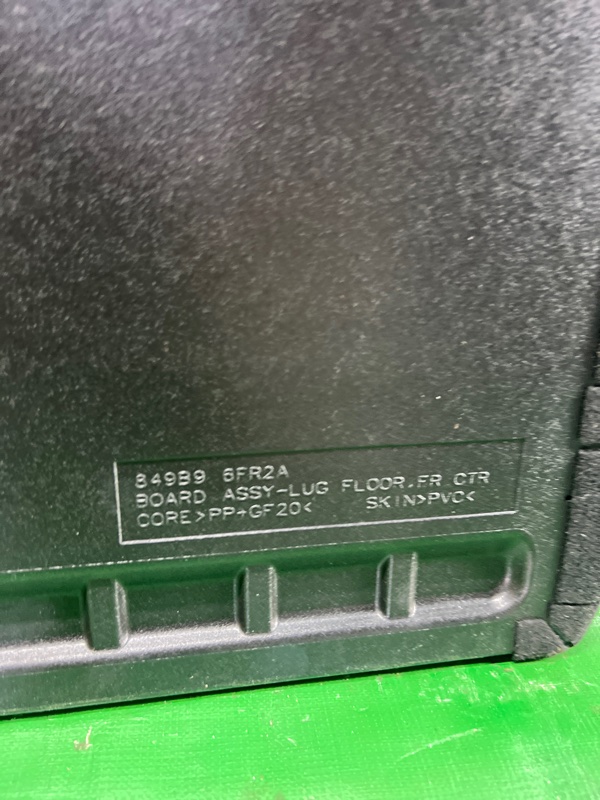 849B9 6FR2A
BOARD ASSY-LUG FLOOR,FR CTR
CORE>PP+GF20< SKIN>PVC<